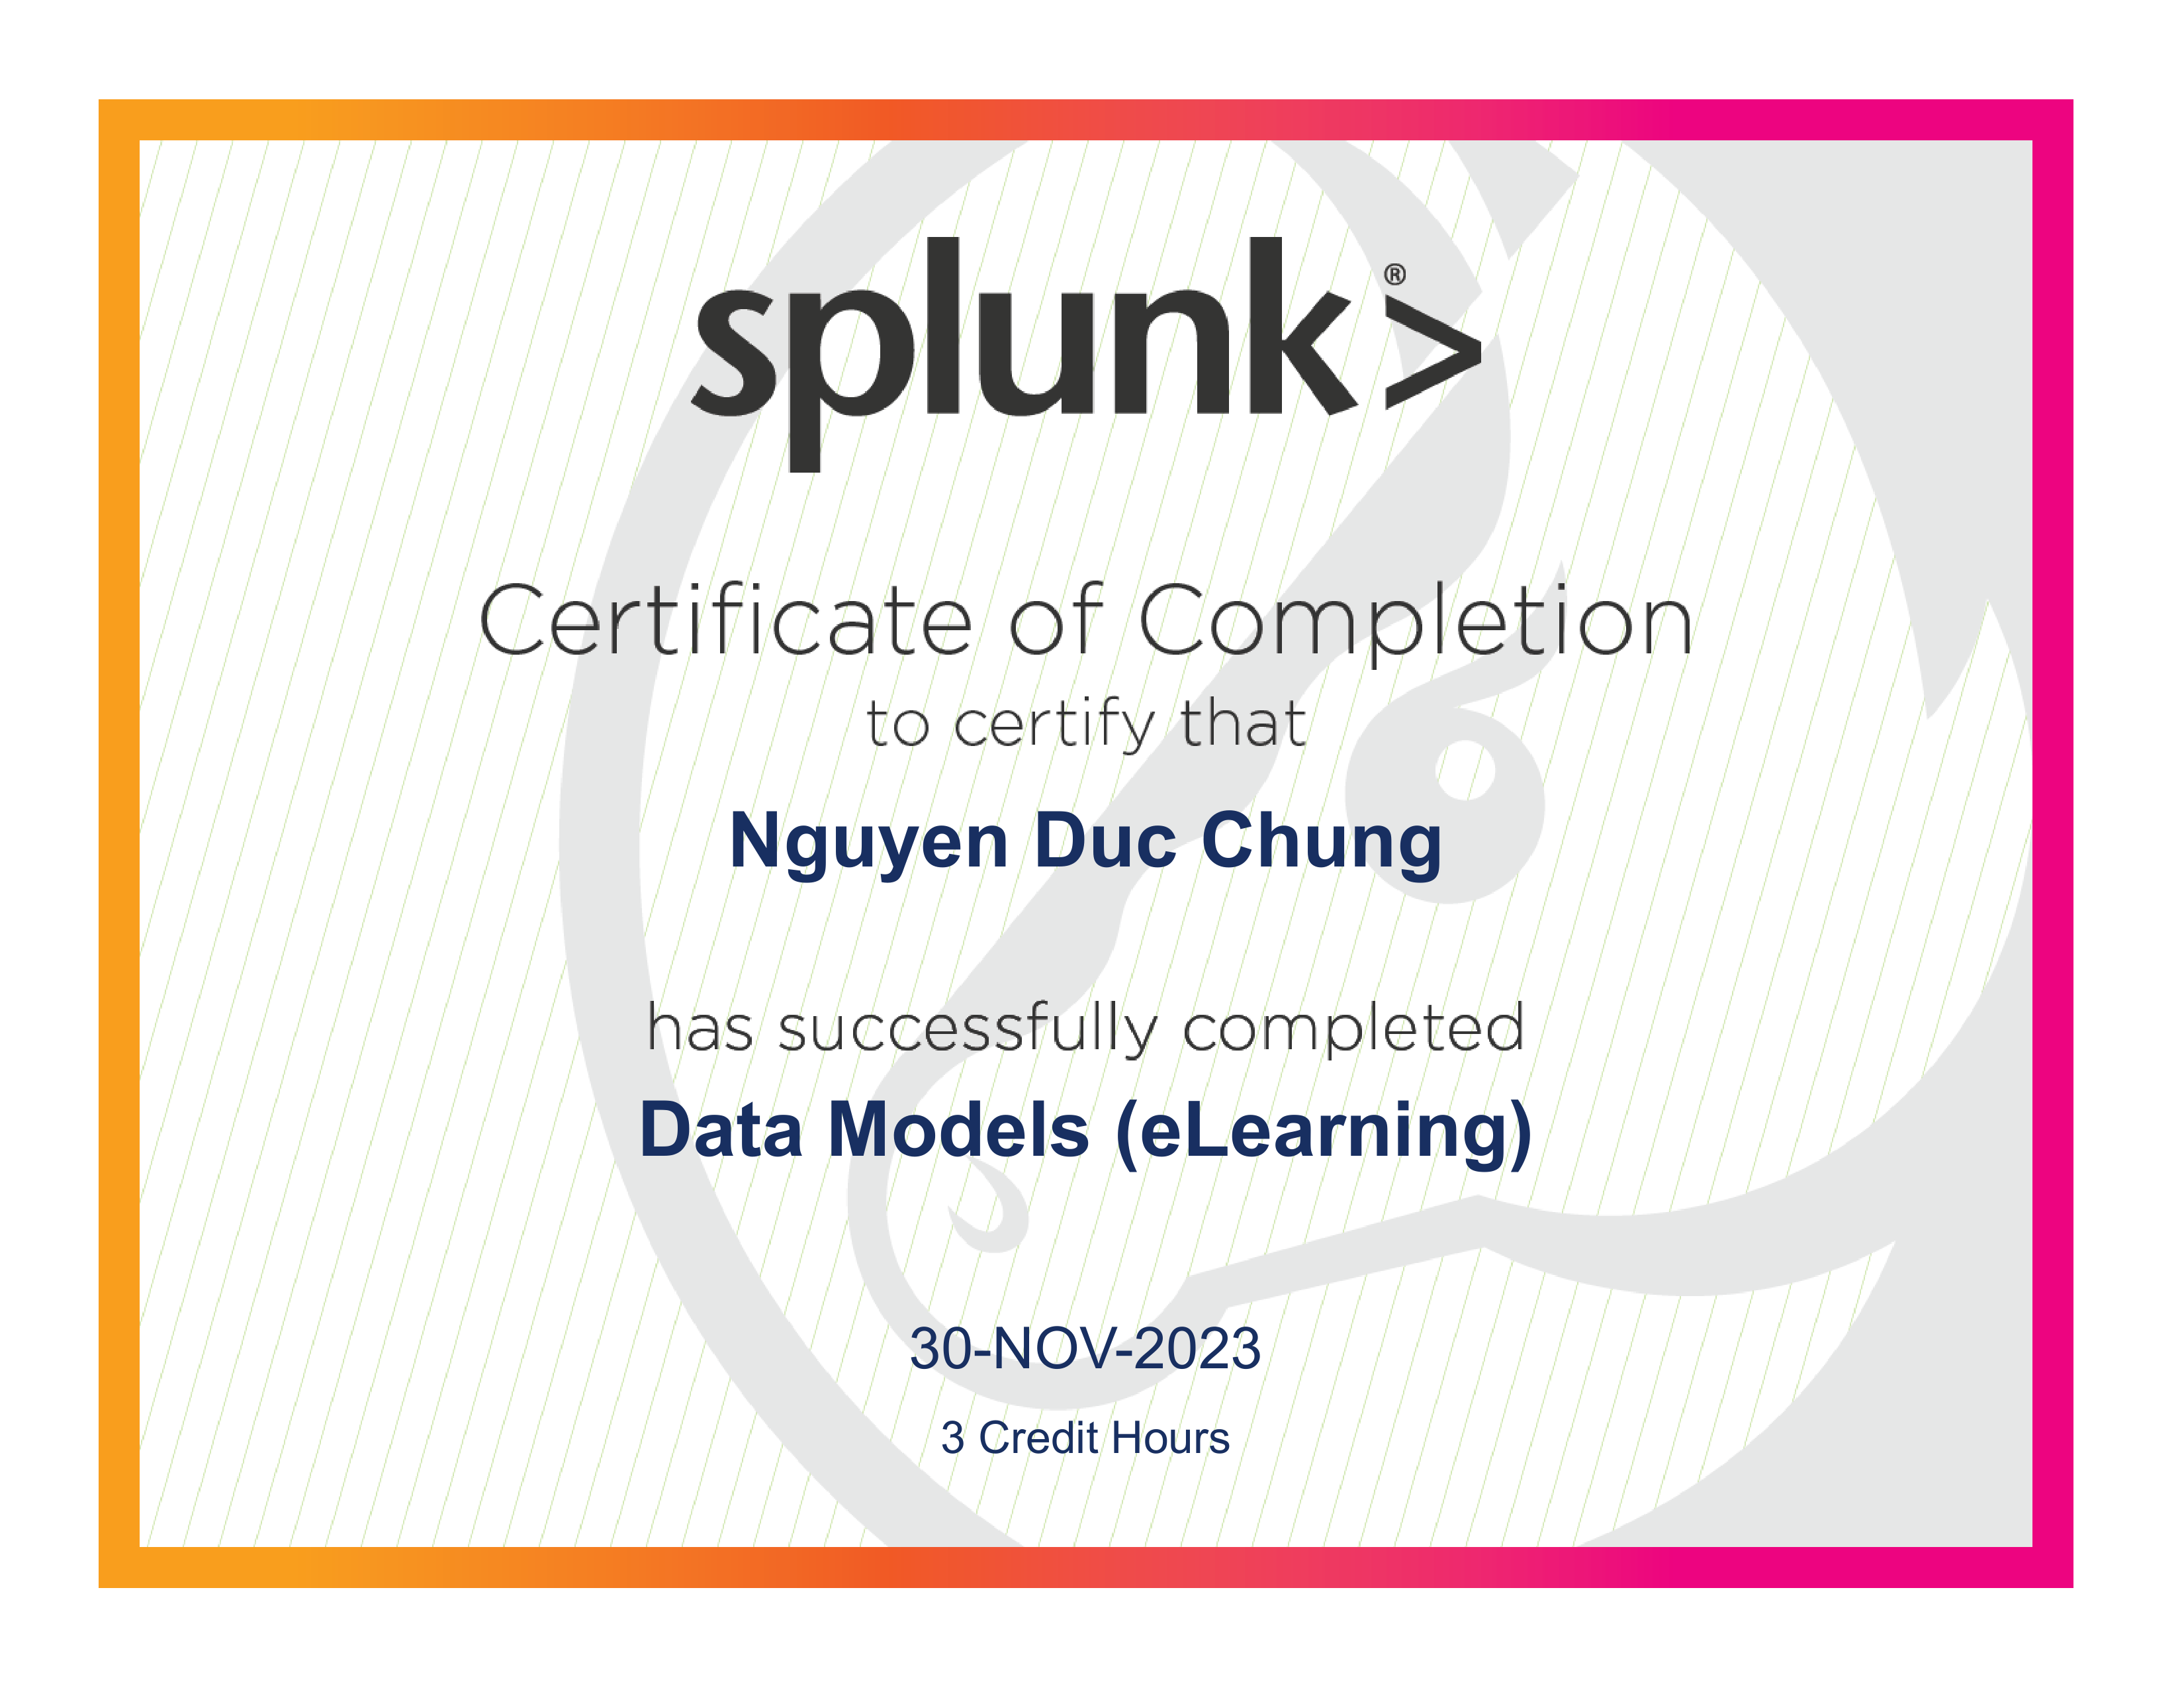 splunk>®
Certificate of Completion
to certify that
Nguyen Duc Chung
has successfully completed
Data Models (eLearning)
30-NOV-2023
3 Credit Hours